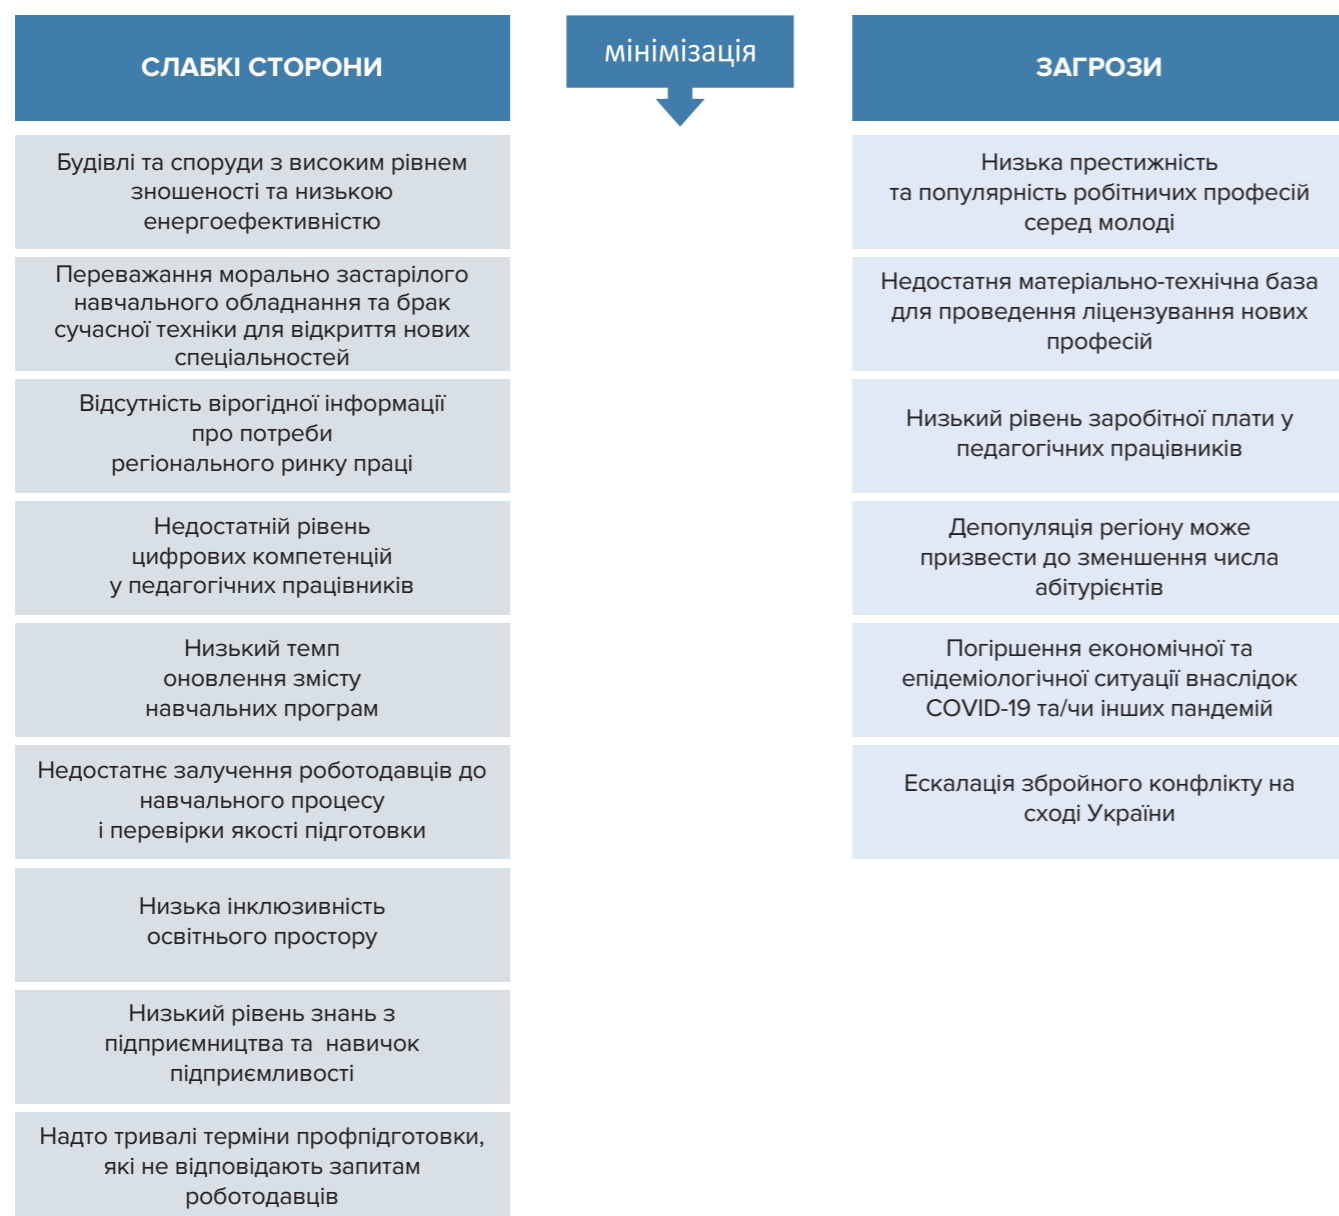 СЛАБКІ СТОРОНИ
Будівлі та споруди з високим рівнем
зношеності та низькою
енергоефективністю
Переважання морально застарілого
навчального обладнання та брак
сучасної техніки для відкриття нових
спеціальностей
Відсутність вірогідної інформації
про потреби
регіонального ринку праці
Недостатній рівень
цифрових компетенцій
у педагогічних працівників
Низький темп
оновлення змісту
навчальних програм
Недостатнє залучення роботодавців до
навчального процесу
і перевірки якості підготовки
Низька інклюзивність
освітнього простору
Низький рівень знань з
підприємництва та  навичок
підприємливості
Надто тривалі терміни профпідготовки,
які не відповідають запитам
роботодавців
мінімізація
ЗАГРОЗИ
Низька престижність
та популярність робітничих професій
серед молоді
Недостатня матеріально-технічна база
для проведення ліцензування нових
професій
Низький рівень заробітної плати у
педагогічних працівників
Депопуляція регіону може
призвести до зменшення числа
абітурієнтів
Погіршення економічної та
епідеміологічної ситуації внаслідок
COVID-19 та/чи інших пандемій
Ескалація збройного конфлікту на
сході України